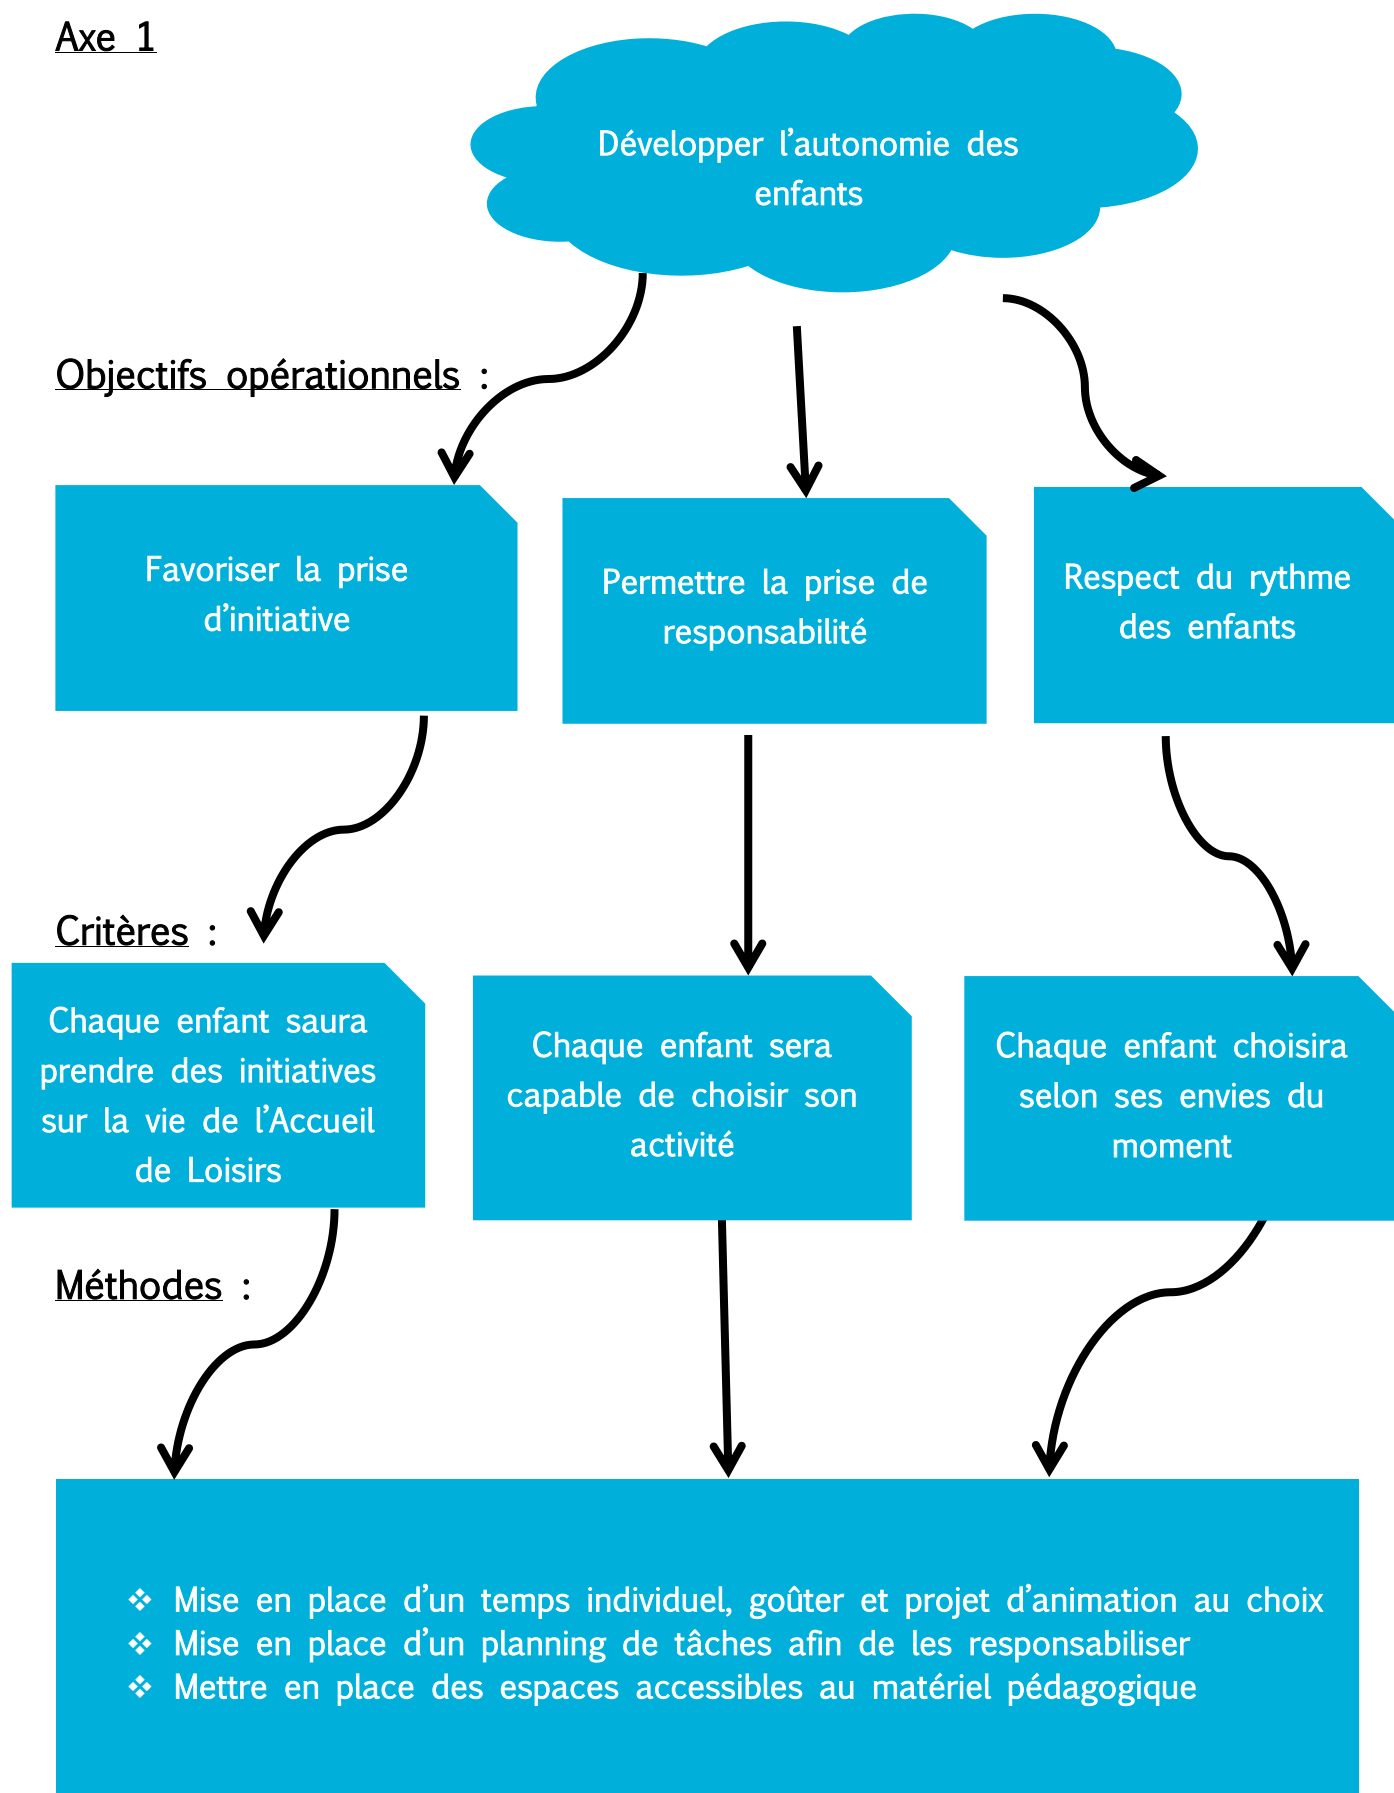 Axe 1
Développer l’autonomie des
enfants
Objectifs opérationnels :
Favoriser la prise
d’initiative
Permettre la prise de
responsabilité
Respect du rythme
des enfants
Critères :
Chaque enfant saura
prendre des initiatives
sur la vie de l’Accueil
de Loisirs
Chaque enfant sera
capable de choisir son
activité
Chaque enfant choisira
selon ses envies du
moment
Méthodes :
❖ Mise en place d’un temps individuel, goûter et projet d’animation au choix
❖ Mise en place d’un planning de tâches afin de les responsabiliser
❖ Mettre en place des espaces accessibles au matériel pédagogique